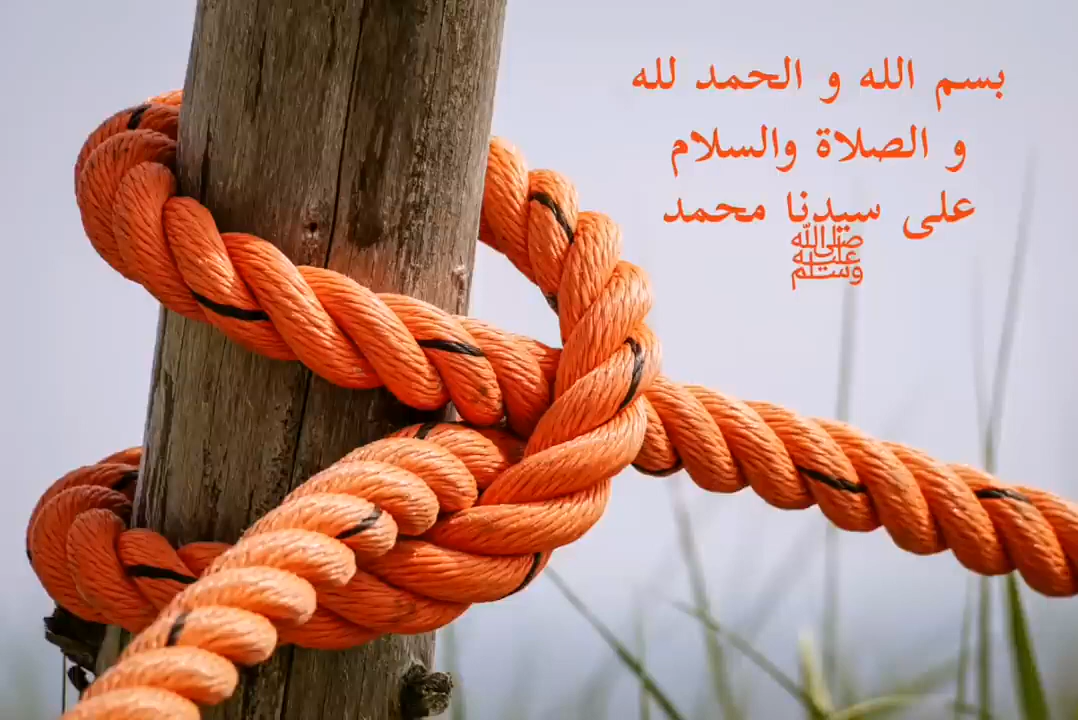 بسم الله و الحمد لله
و الصلاة والسلام
على سيدنا محمد
ﷺ